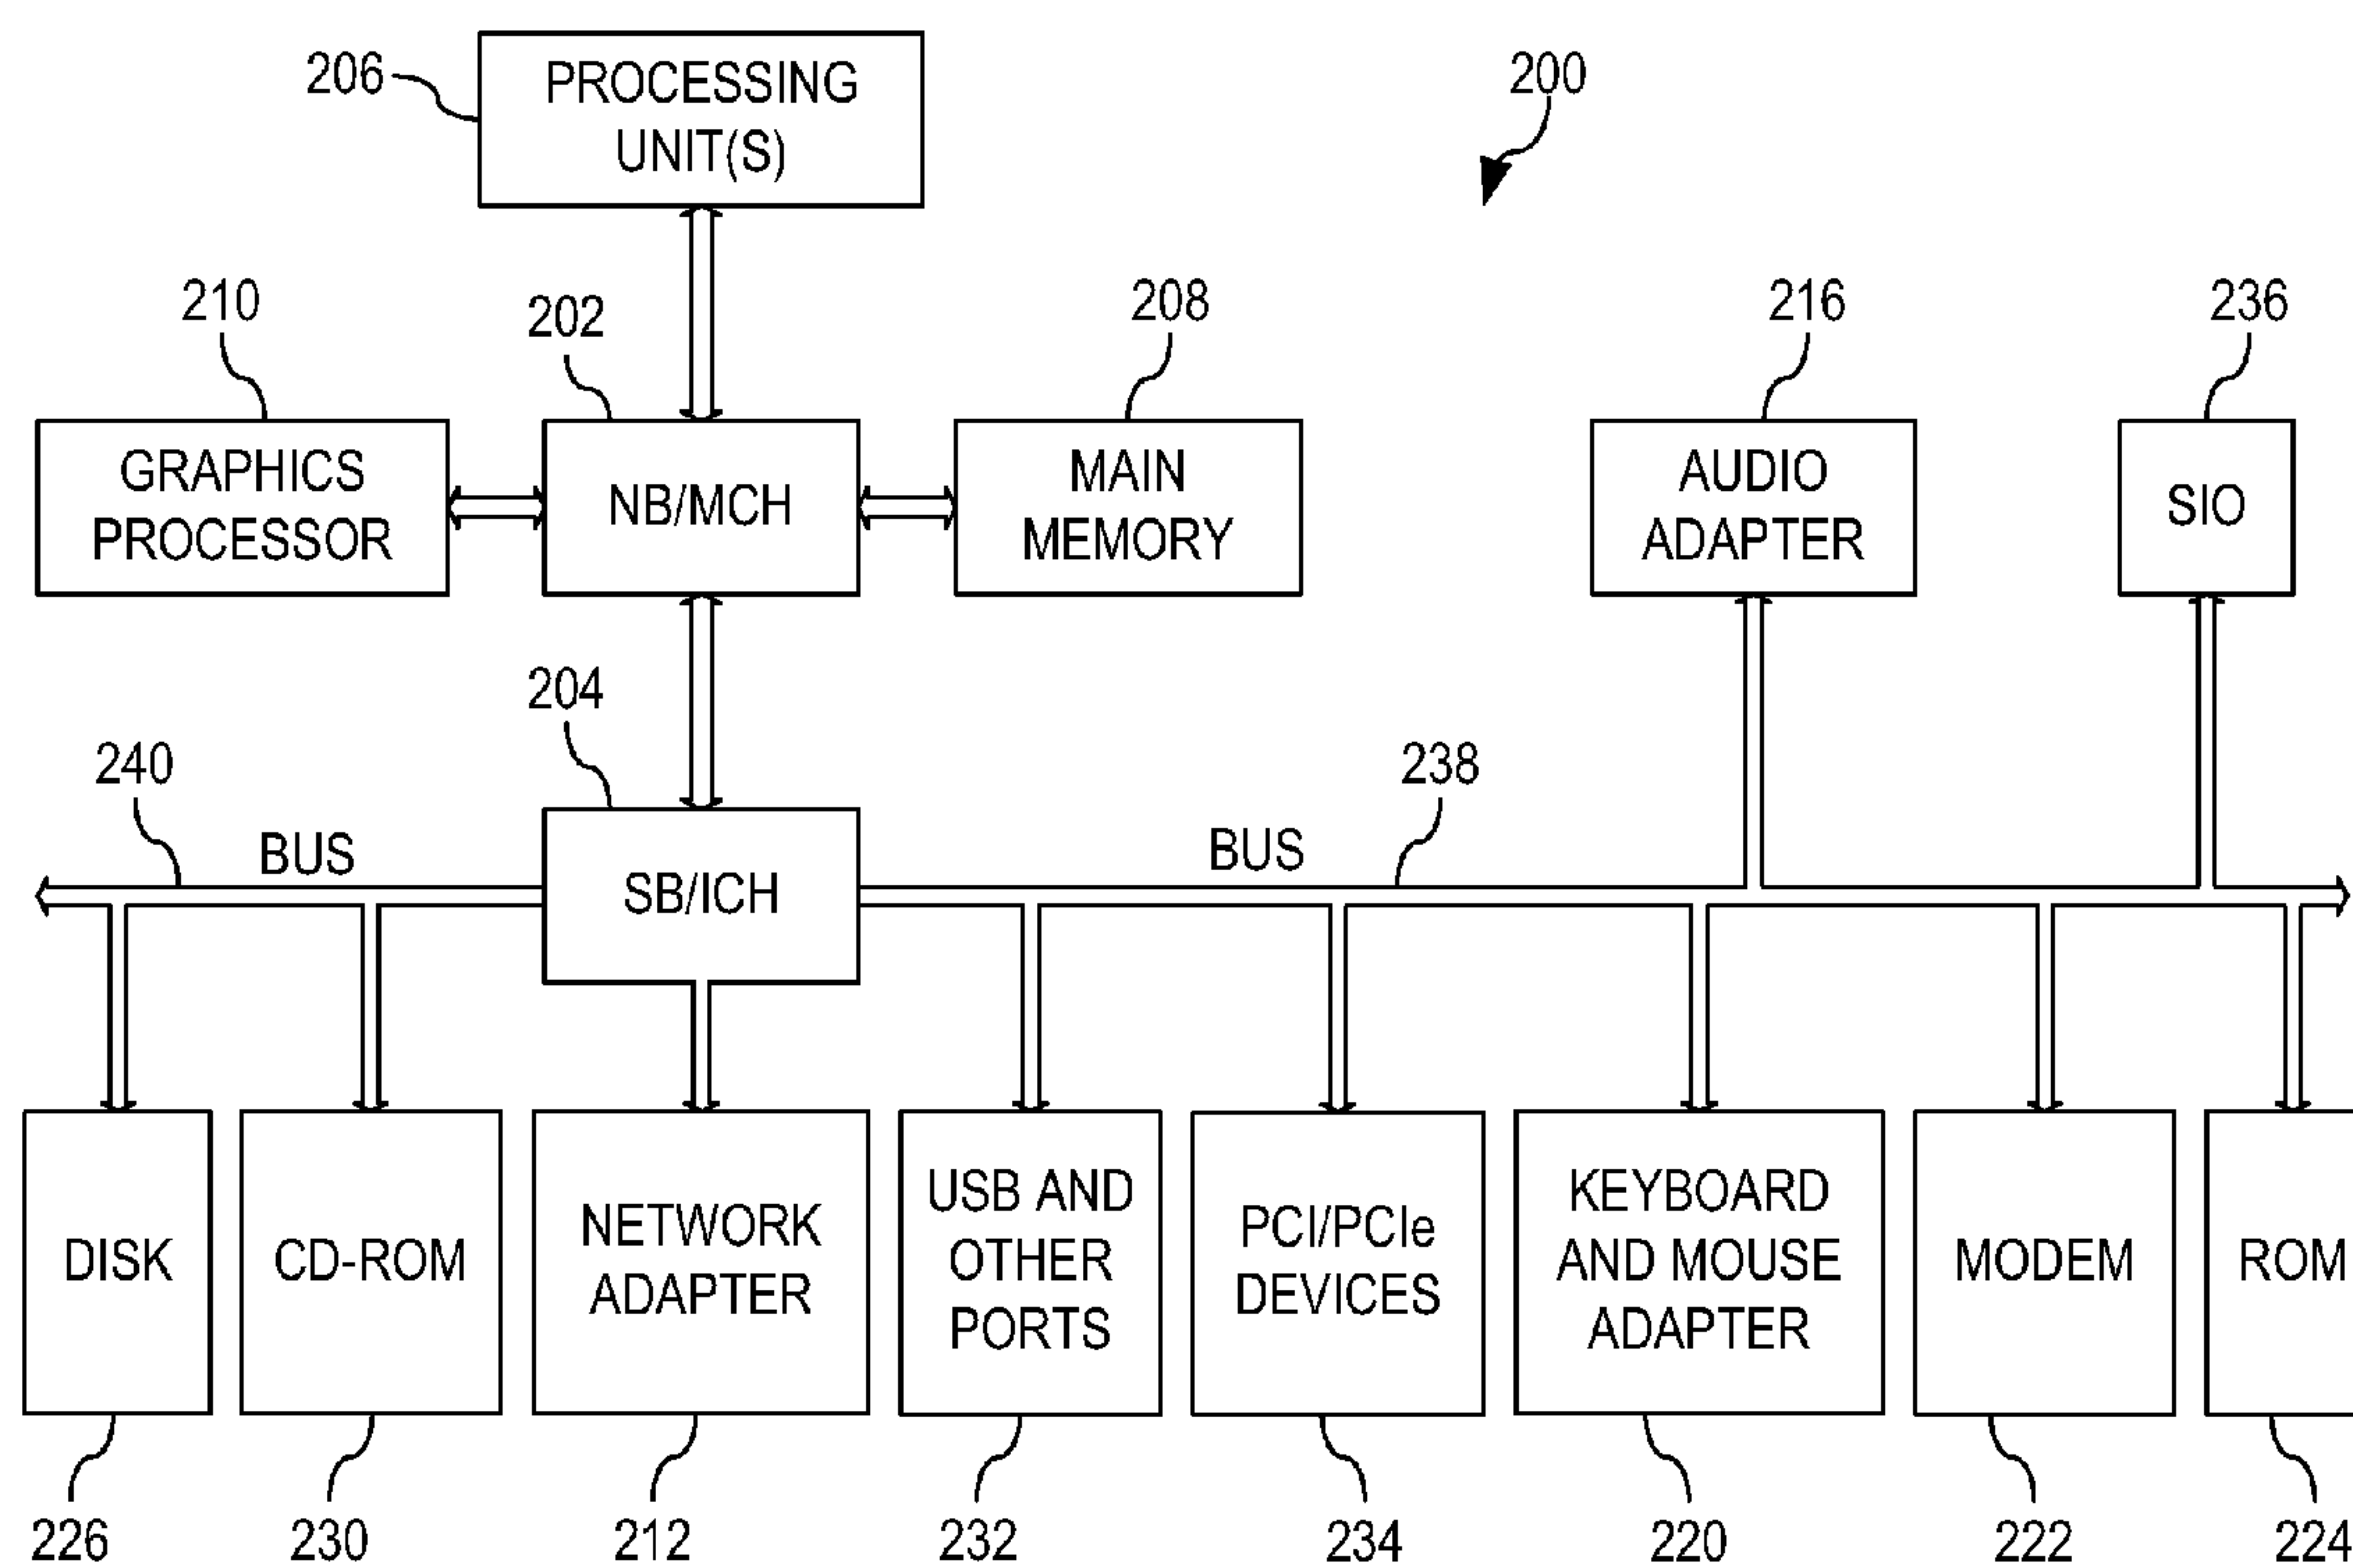 206
PROCESSING
UNIT(S)
200
210
202
208
216
236
GRAPHICS
PROCESSOR
NB/MCH
MAIN
MEMORY
AUDIO
ADAPTER
SIO
204
240
BUS
238
BUS
SB/ICH
DISK
CD-ROM
NETWORK
ADAPTER
USB AND
OTHER
PORTS
PCI/PCIe
DEVICES
KEYBOARD
AND MOUSE
ADAPTER
MODEM
ROM
226
230
212
232
234
220
222
224